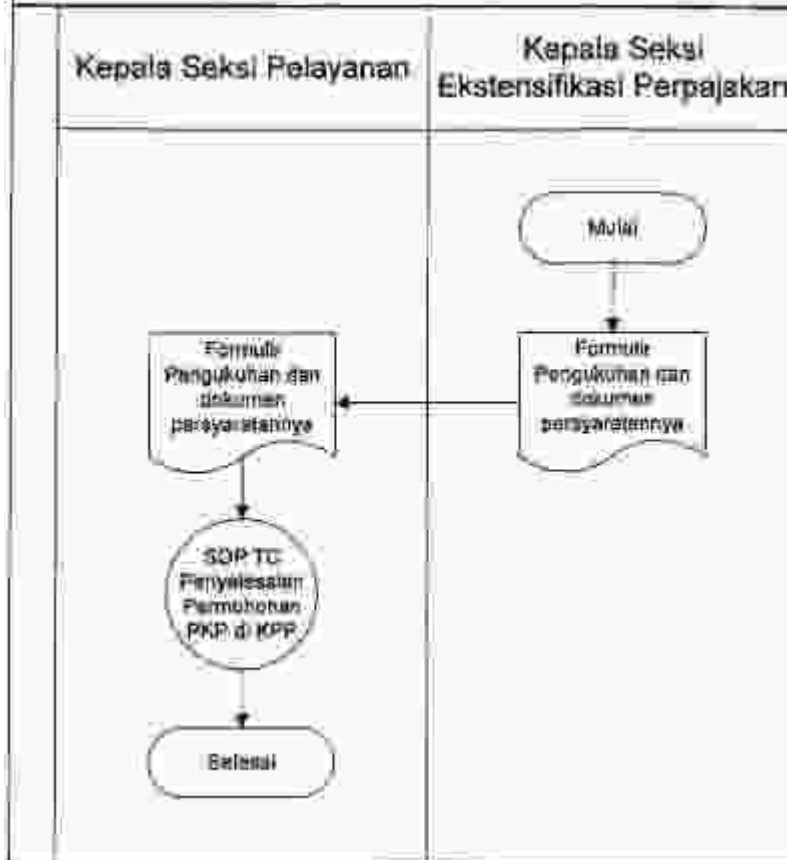 Kepala Seksi Pelayanan
Kepala Seksi
Ekstensifikasi Perpajakan
Mulai
Formulir
Pengukuhan dan
dokumen
persyaratannya
Formulir
Pengukuhan dan
dokumen
persyaratannya
SOP TC
Penyelesaian
Permohonan
PKP di KPP
Selesai